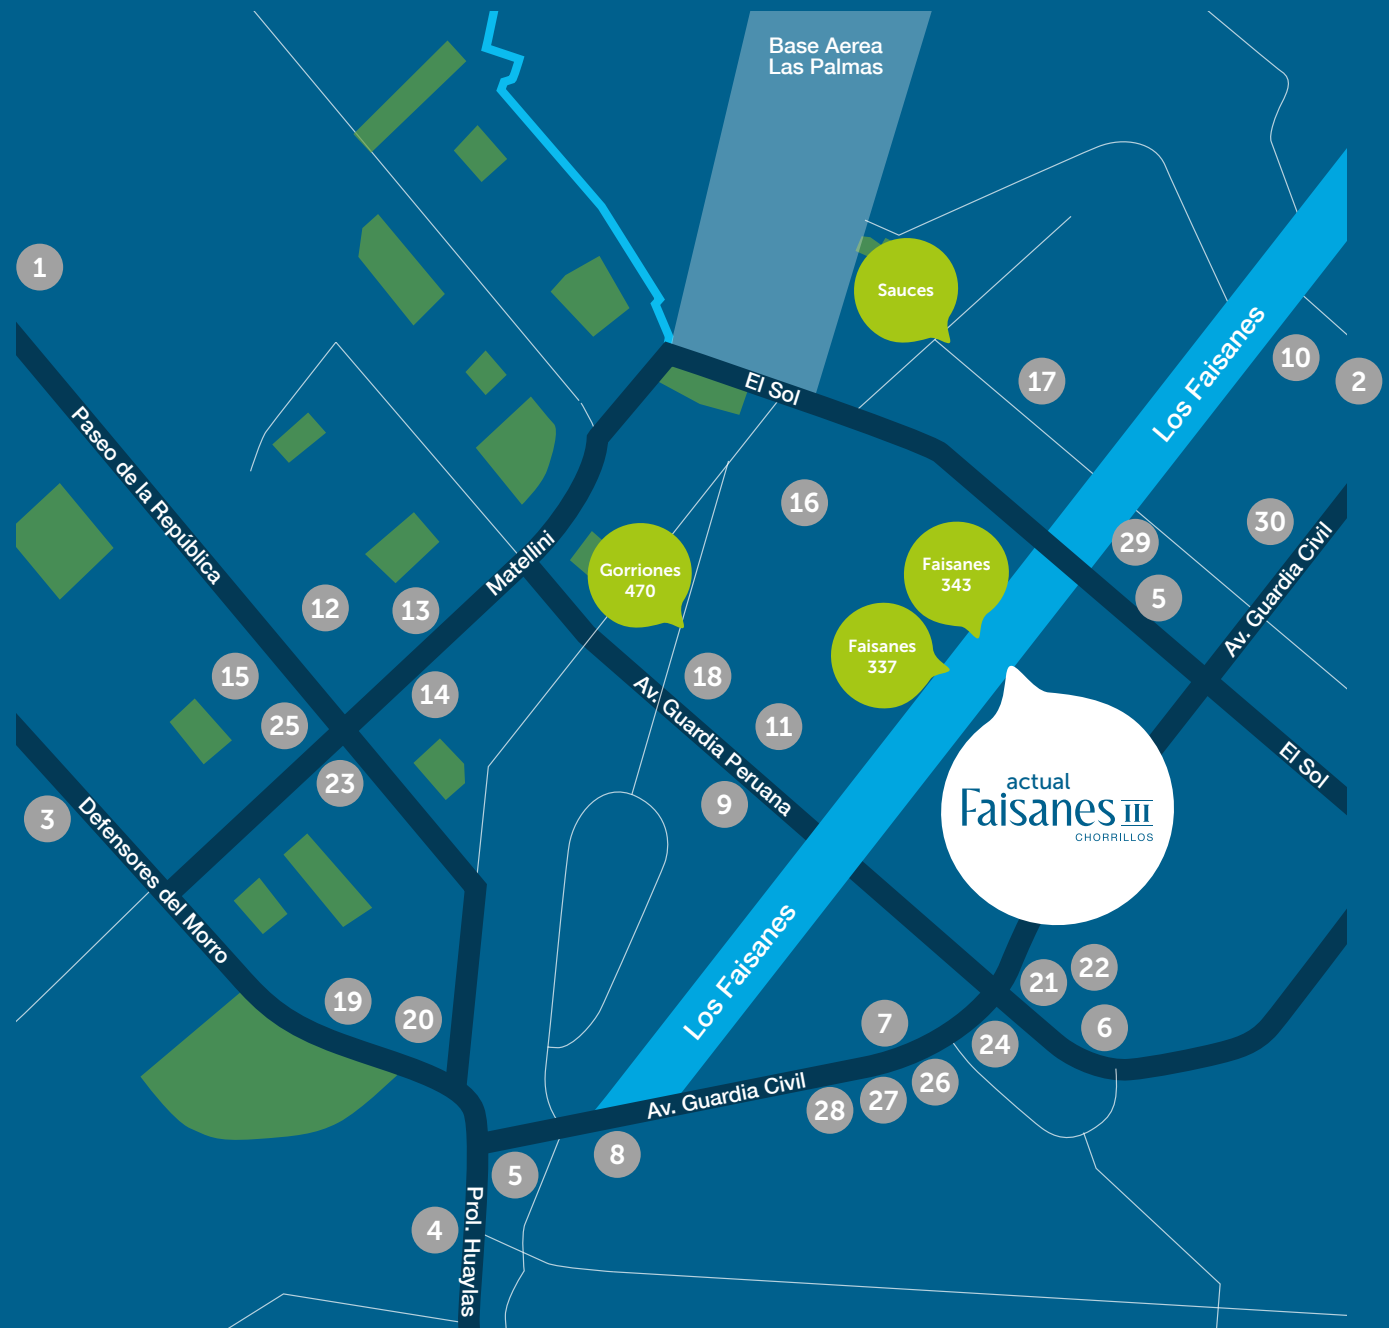 Base Aerea
Las Palmas
1
Sauces
Los Faisanes
10
2
17
El Sol
Paseo de la República
16
30
29
Matellini
Gorriones
470
Faisanes
343
5
Av. Guardia Civil
12
13
Faisanes
337
15
18
14
25
11
Av. Guardia Peruana
23
9
El Sol
actual
Faisanes III
CHORRILLOS
3
Defensores del Morro
Los Faisanes
22
21
19
20
7
6
24
26
27
28
Av. Guardia Civil
8
5
4
Prol. Huaylas